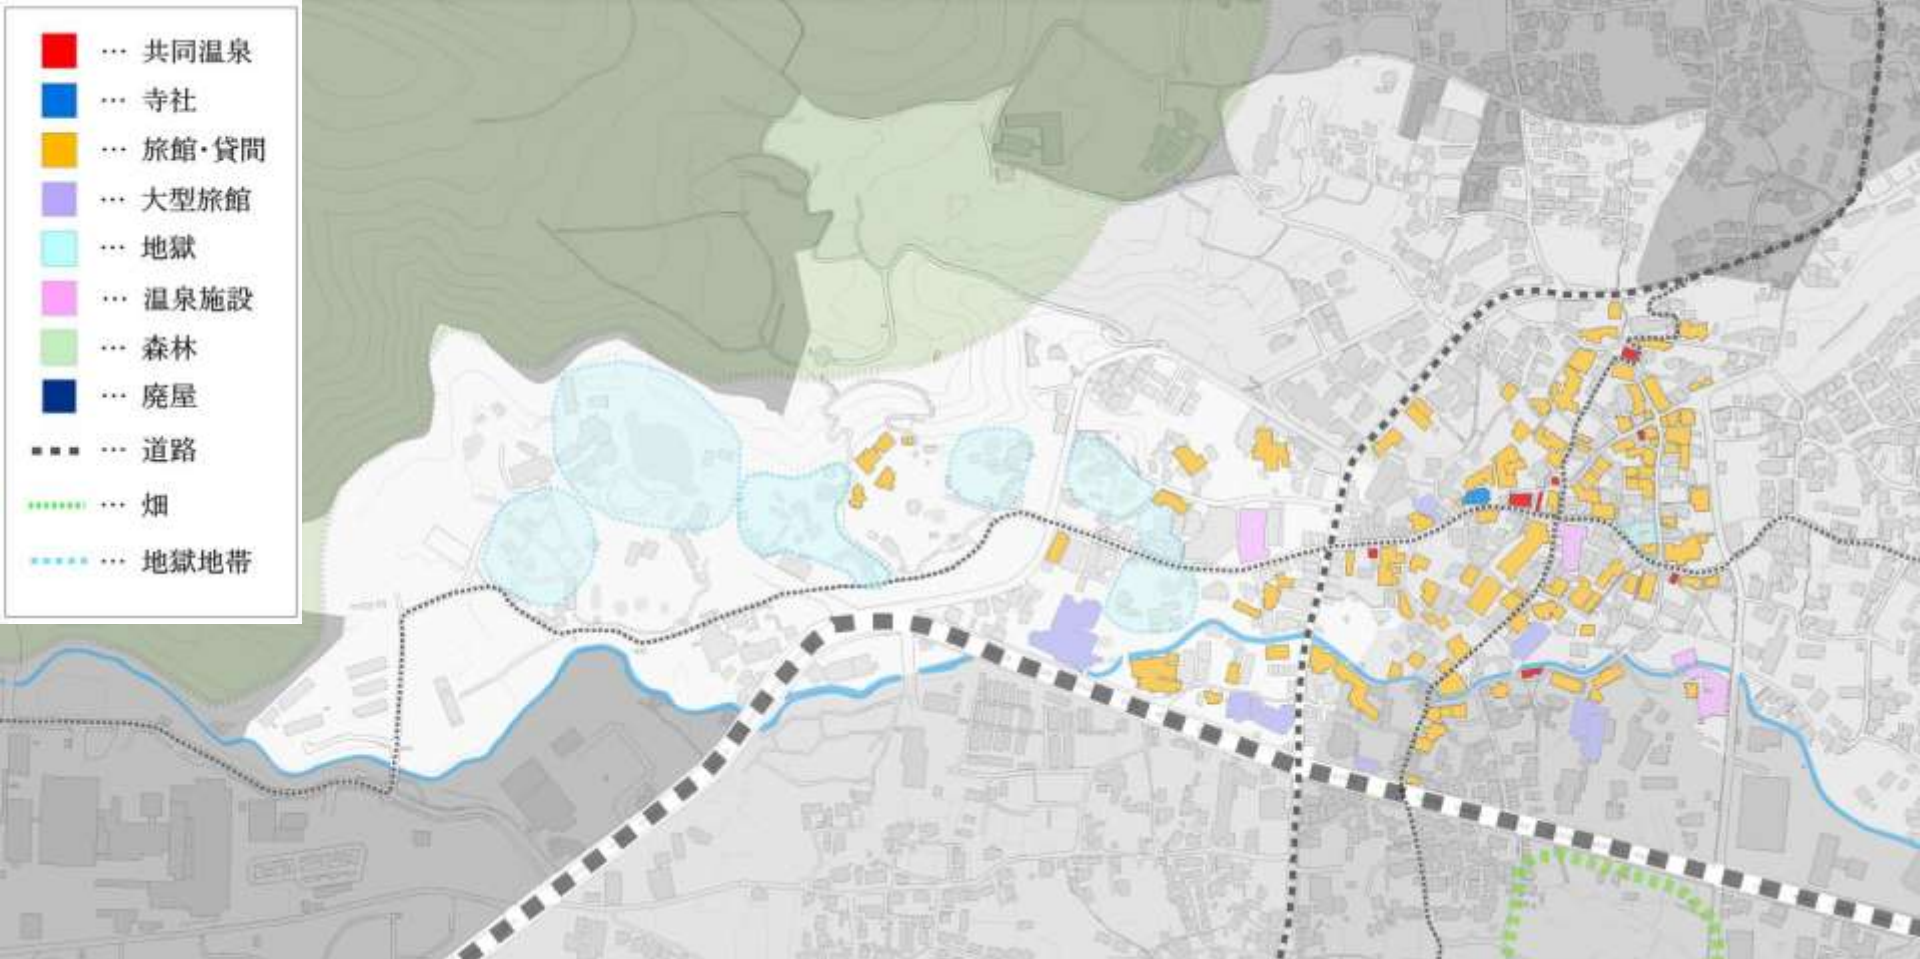 … 共同温泉
… 寺社
… 旅館・貸間
… 大型旅館
… 地獄
… 温泉施設
… 森林
… 廃屋
… 道路
… 畑
… 地獄地帯